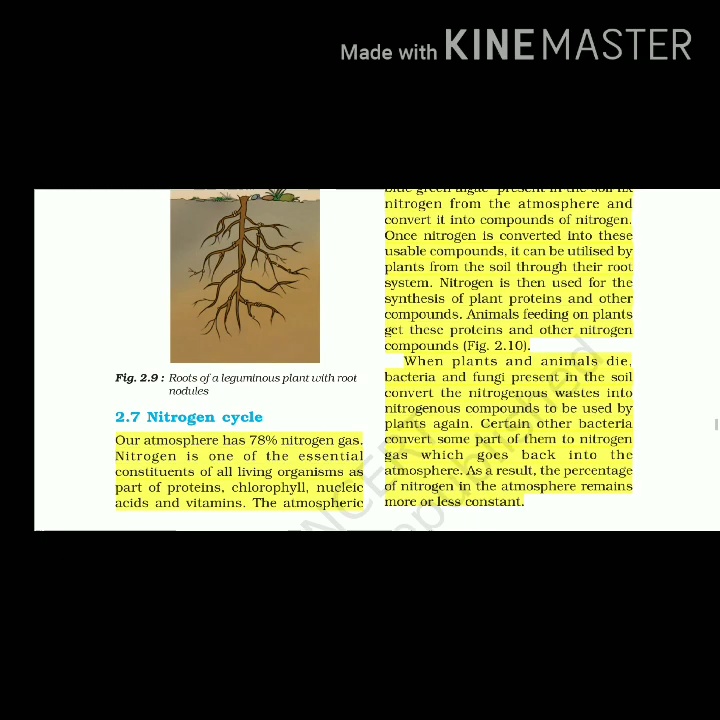 Made with KINEMASTER
Fig. 2.9 : Roots of a leguminous plant with root
nodules
2.7 Nitrogen cycle
Our atmosphere has 78% nitrogen gas.
Nitrogen is one of the essential
constituents of all living organisms as
part of proteins, chlorophyll, nucleic
acids and vitamins. The atmospheric
blue green algae present in the soil fix
nitrogen from the atmosphere and
convert it into compounds of nitrogen.
Once nitrogen is converted into these
usable compounds, it can be utilised by
plants from the soil through their root
system. Nitrogen is then used for the
synthesis of plant proteins and other
compounds. Animals feeding on plants
get these proteins and other nitrogen
compounds (Fig. 2.10).
When plants and animals die,
bacteria and fungi present in the soil
convert the nitrogenous wastes into
nitrogenous compounds to be used by
plants again. Certain other bacteria
convert some part of them to nitrogen
gas which goes back into the
atmosphere. As a result, the percentage
of nitrogen in the atmosphere remains
more or less constant.